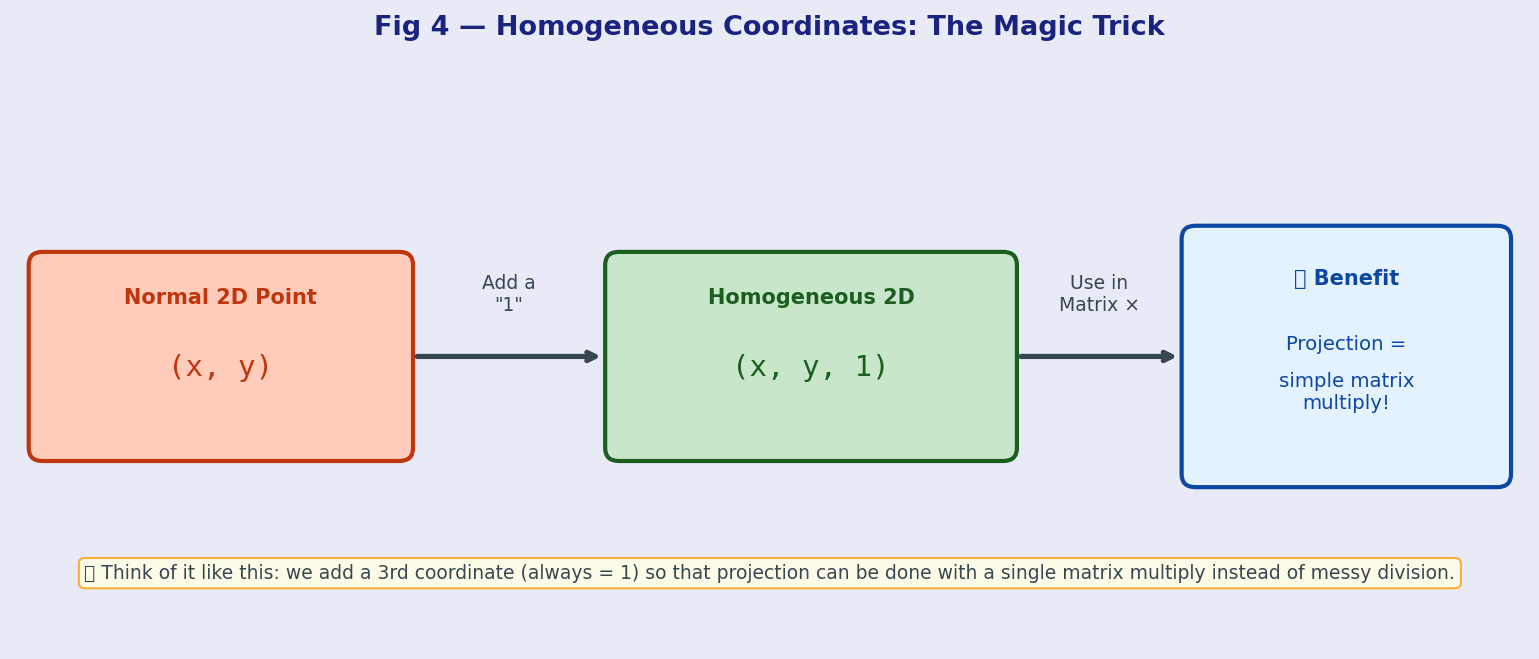 Fig 4 — Homogeneous Coordinates: The Magic Trick
Normal 2D Point
(x, y)
Add a
"1"
Homogeneous 2D
(x, y, 1)
Use in
Matrix ×
Benefit
Projection =
simple matrix
multiply!
Think of it like this: we add a 3rd coordinate (always = 1) so that projection can be done with a single matrix multiply instead of messy division.